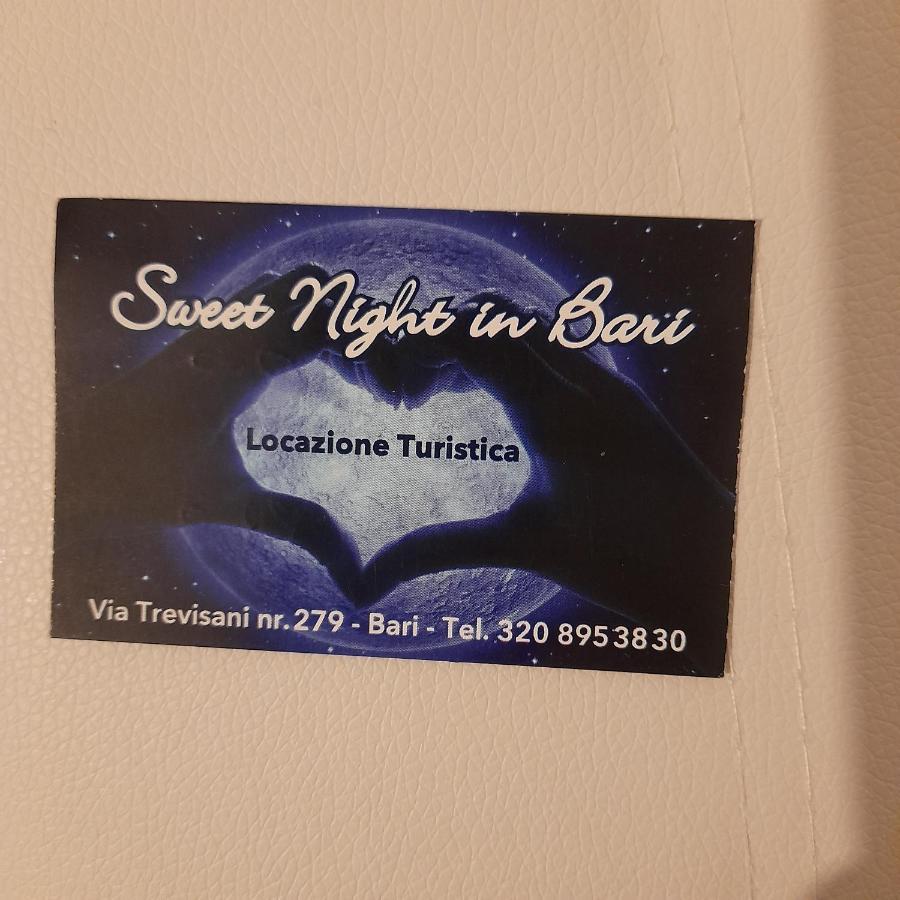 Sweet Night in Bari
Locazione Turistica
Via Trevisani nr.279 - Bari - Tel. 320 8953830